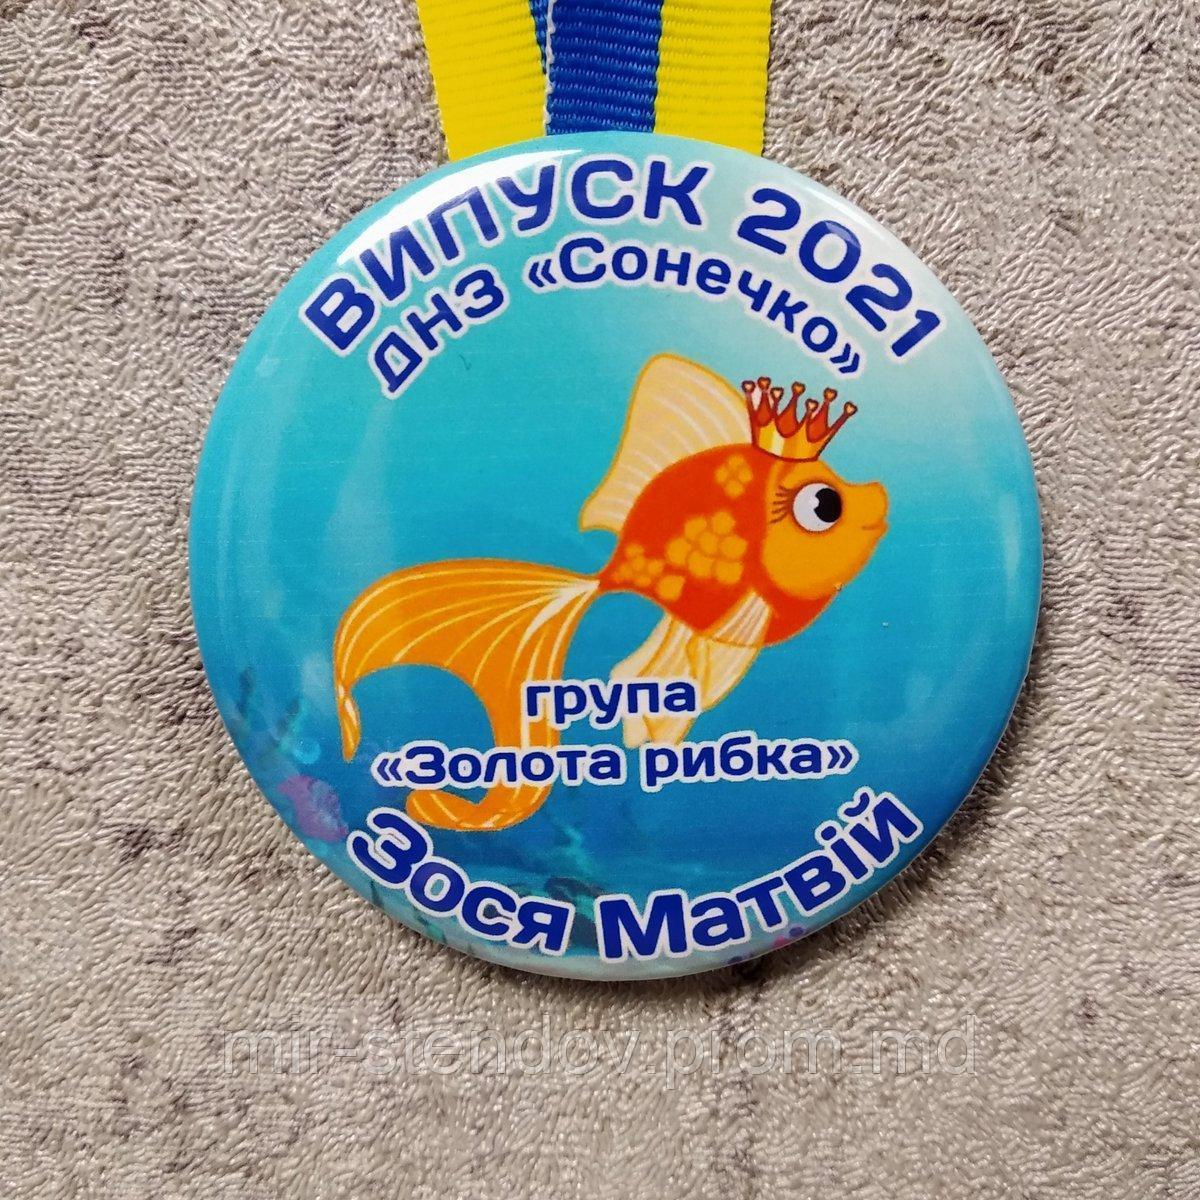 ВИПУСК 2021
ДНЗ «Сонечко»
група
«Золота рибка»
Зося Матвій
mir-stendov.prom.md